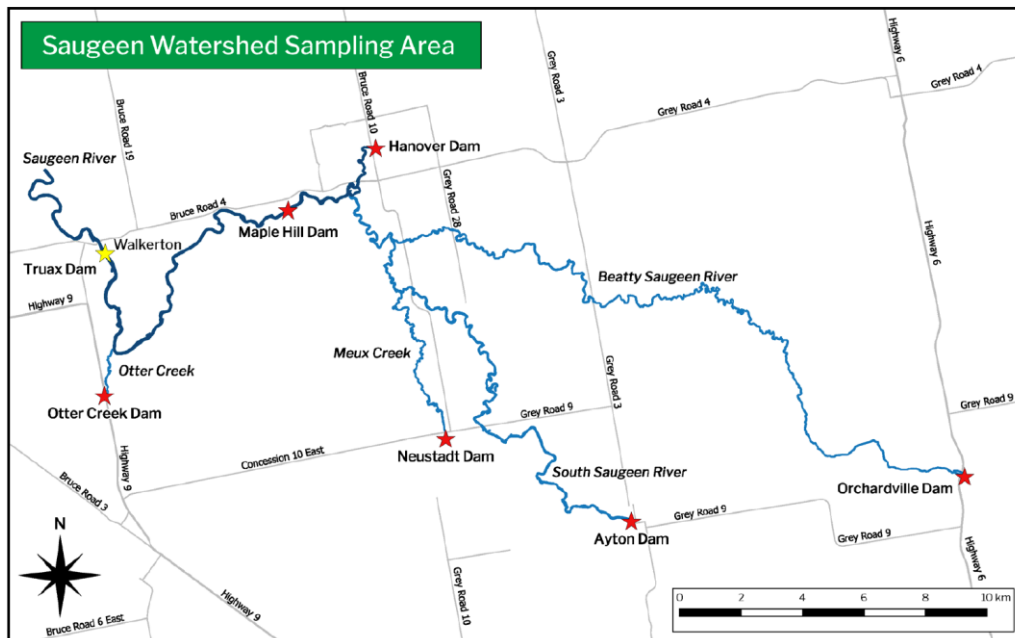 Saugeen Watershed Sampling Area
Highway 6
Grey Road 3
Grey Road 4
Grey Road 4
Bruce Road 19
Bruce Road 10
Hanover Dam
Saugeen River
Grey Road 28
Bruce Road 4
Maple Hill Dam
Walkerton
Truax Dam
Highway 6
Beatty Saugeen River
Highway 9
Meux Creek
Otter Creek
Grey Road 3
Otter Creek Dam
Grey Road 9
Grey Road 9
Neustadt Dam
Concession 10 East
Highway 9
South Saugeen River
Bruce Road 3
Orchardville Dam
Grey Road 9
Ayton Dam
Grey Road 9
N
Grey Road 10
Highway 9
Highway 6
0 2 4 6 8 10 km
Bruce Road 6 East